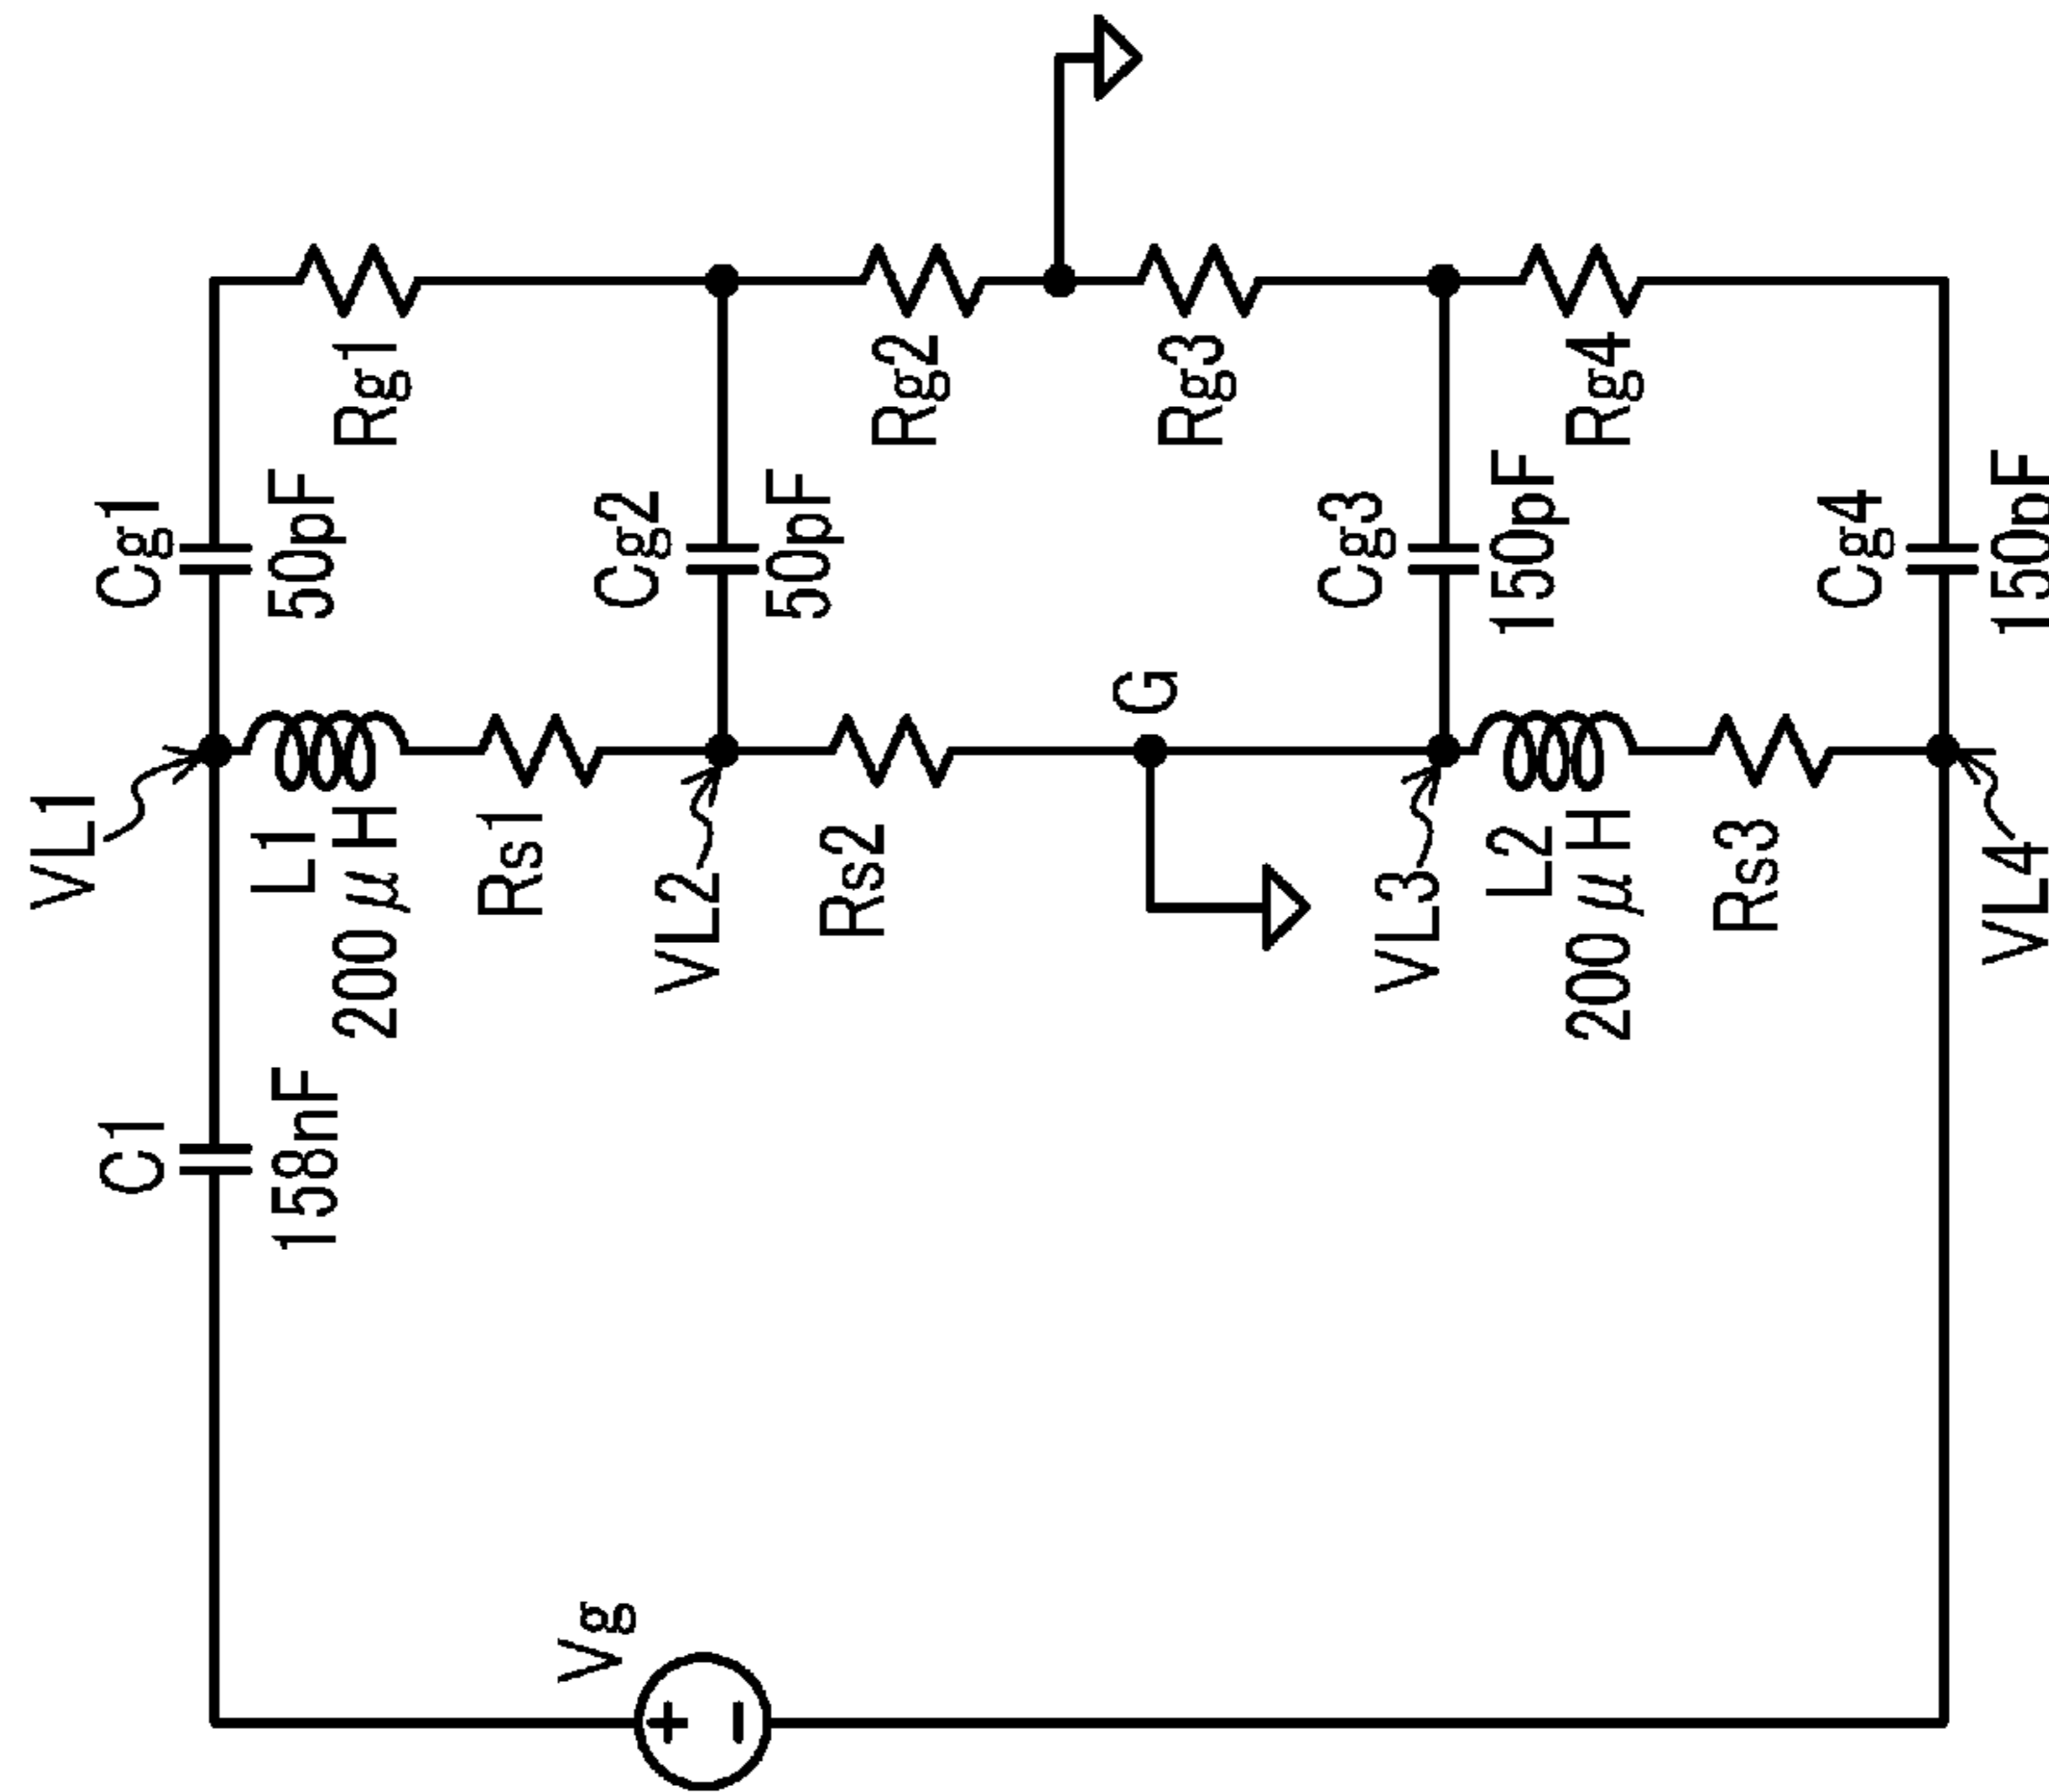 VL1
C1
158nF
Cg1
50pF
L1
200μH
Rs1
Rg1
Vg
VL2
Cg2
50pF
Rs2
Rg2
G
Rg3
VL3
Cg3
150pF
L2
200μH
Rs3
Rg4
VL4
Cg4
150pF
+
−